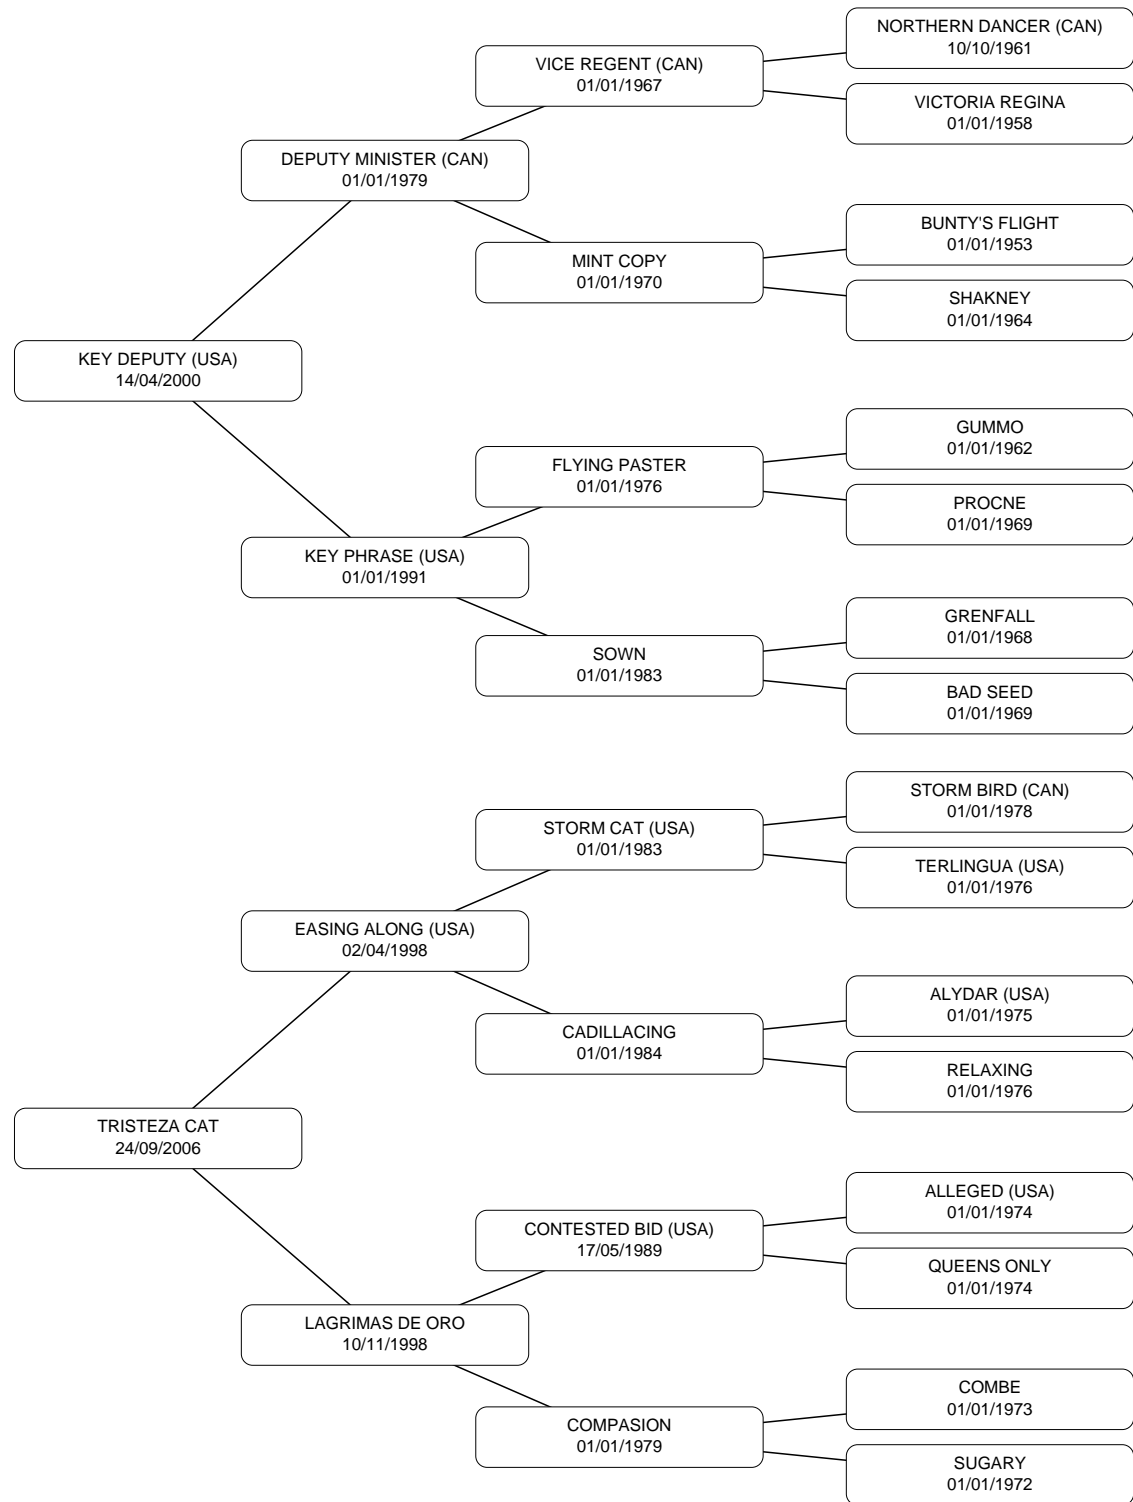 NORTHERN DANCER (CAN)
10/10/1961
VICE REGENT (CAN)
01/01/1967
VICTORIA REGINA
01/01/1958
DEPUTY MINISTER (CAN)
01/01/1979
BUNTY'S FLIGHT
01/01/1953
MINT COPY
01/01/1970
SHAKNEY
01/01/1964
KEY DEPUTY (USA)
14/04/2000
GUMMO
01/01/1962
FLYING PASTER
01/01/1976
PROCNE
01/01/1969
KEY PHRASE (USA)
01/01/1991
GRENFALL
01/01/1968
SOWN
01/01/1983
BAD SEED
01/01/1969
STORM BIRD (CAN)
01/01/1978
STORM CAT (USA)
01/01/1983
TERLINGUA (USA)
01/01/1976
EASING ALONG (USA)
02/04/1998
ALYDAR (USA)
01/01/1975
CADILLACING
01/01/1984
RELAXING
01/01/1976
TRISTEZA CAT
24/09/2006
ALLEGED (USA)
01/01/1974
CONTESTED BID (USA)
17/05/1989
QUEENS ONLY
01/01/1974
LAGRIMAS DE ORO
10/11/1998
COMBE
01/01/1973
COMPASION
01/01/1979
SUGARY
01/01/1972